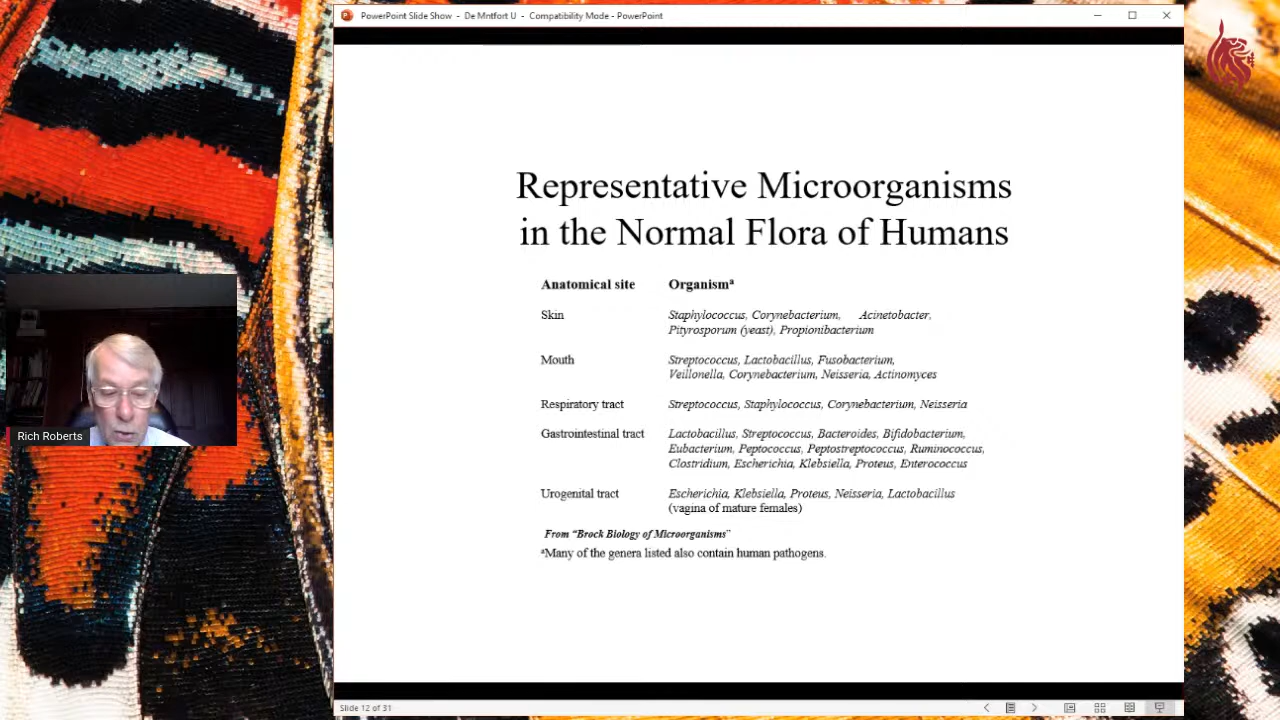 PowerPoint Slide Show - De Mntfort U - Compatibility Mode - PowerPoint
Representative Microorganisms
in the Normal Flora of Humans
Anatomical site Organismᵃ
Skin Staphylococcus, Corynebacterium, Acinetobacter,
Pityrosporum (yeast), Propionibacterium
Mouth Streptococcus, Lactobacillus, Fusobacterium,
Veillonella, Corynebacterium, Neisseria, Actinomyces
Respiratory tract Streptococcus, Staphylococcus, Corynebacterium, Neisseria
Gastrointestinal tract Lactobacillus, Streptococcus, Bacteroides, Bifidobacterium,
Eubacterium, Peptococcus, Peptostreptococcus, Ruminococcus,
Clostridium, Escherichia, Klebsiella, Proteus, Enterococcus
Urogenital tract Escherichia, Klebsiella, Proteus, Neisseria, Lactobacillus
(vagina of mature females)
From “Brock Biology of Microorganisms”
ᵃMany of the genera listed also contain human pathogens.
Rich Roberts
Slide 12 of 31